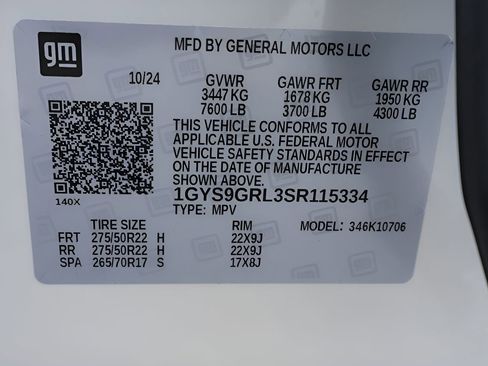 gm
MFD BY GENERAL MOTORS LLC
10/24 GVWR GAWR FRT GAWR RR
3447 KG 1678 KG 1950 KG
7600 LB 3700 LB 4300 LB
THIS VEHICLE CONFORMS TO ALL
APPLICABLE U.S. FEDERAL MOTOR
VEHICLE SAFETY STANDARDS IN EFFECT
ON THE DATE OF MANUFACTURE
SHOWN ABOVE.
140X
1GYS9GRL3SR115334
TYPE: MPV
TIRE SIZE RIM MODEL: 346K10706
FRT 275/50R22 H 22X9J
RR 275/50R22 H 22X9J
SPA 265/70R17 S 17X8J